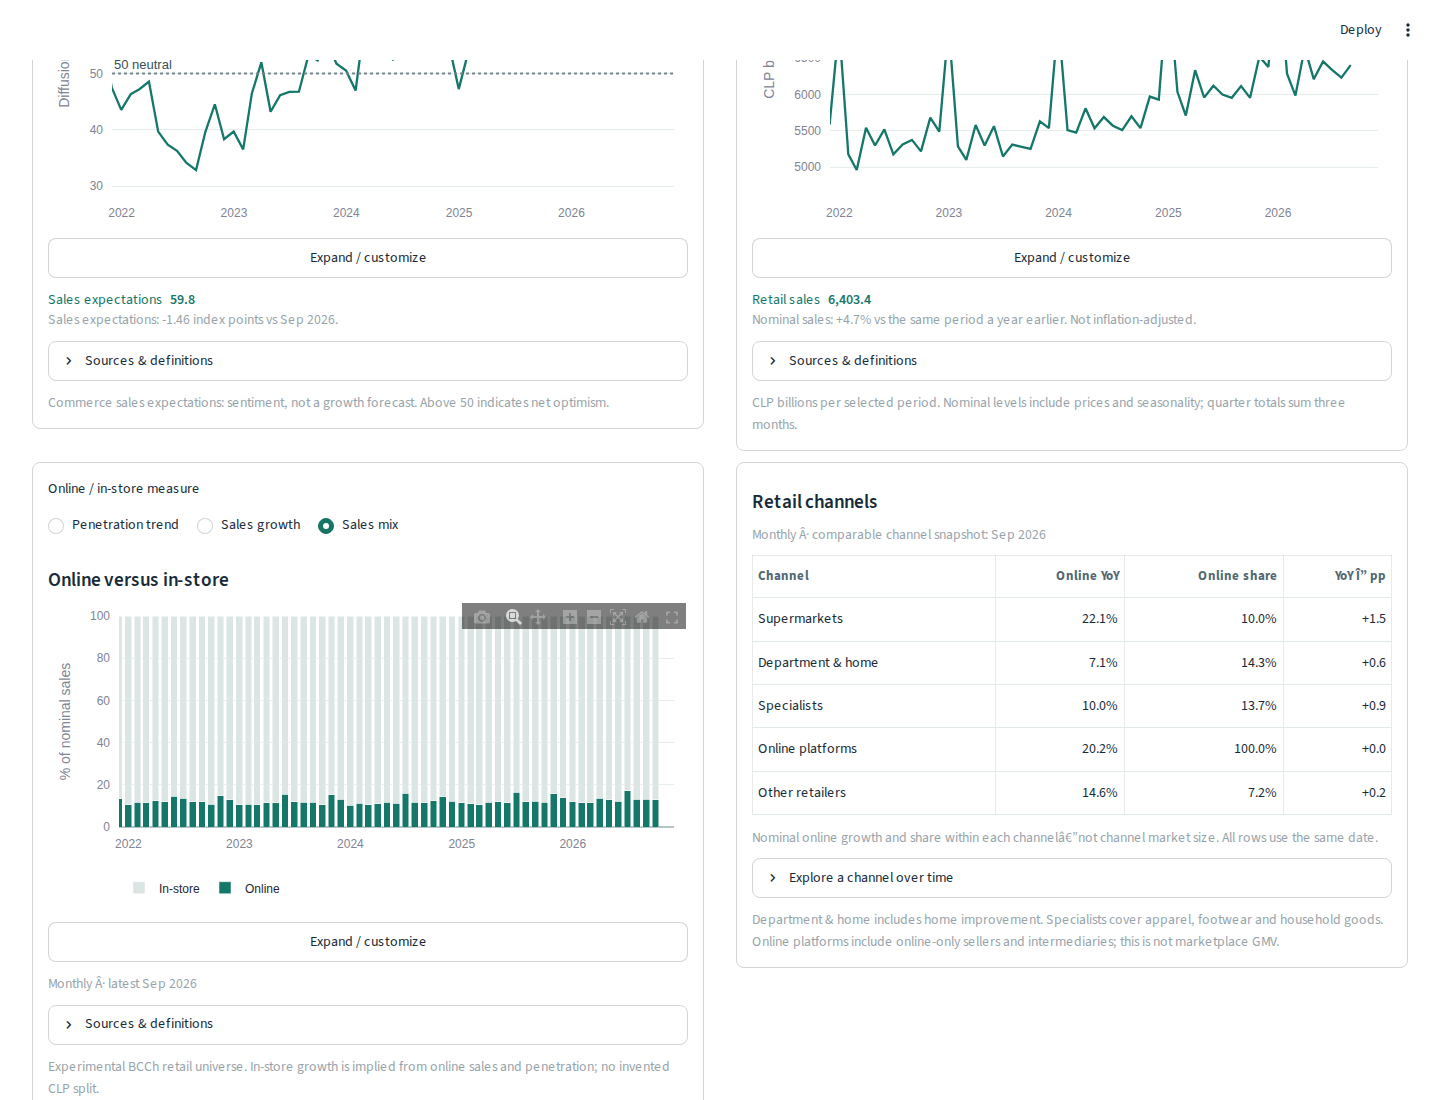 Deploy
50 neutral
Diffusio
50
40
30
2022
2023
2024
2025
2026
Expand / customize
Sales expectations 59.8
Sales expectations: -1.46 index points vs Sep 2026.
Sources & definitions
Commerce sales expectations: sentiment, not a growth forecast. Above 50 indicates net optimism.
CLP b
6000
5500
5000
2022
2023
2024
2025
2026
Expand / customize
Retail sales 6,403.4
Nominal sales: +4.7% vs the same period a year earlier. Not inflation-adjusted.
Sources & definitions
CLP billions per selected period. Nominal levels include prices and seasonality; quarter totals sum three
months.
Online / in-store measure
Penetration trend
Sales growth
Sales mix
Online versus in-store
% of nominal sales
100
80
60
40
20
0
2022
2023
2024
2025
2026
In-store
Online
Expand / customize
Monthly Â· latest Sep 2026
Sources & definitions
Experimental BCCh retail universe. In-store growth is implied from online sales and penetration; no invented
CLP split.
Retail channels
Monthly Â· comparable channel snapshot: Sep 2026
Channel Online YoY Online share YoY Î” pp
Supermarkets 22.1% 10.0% +1.5
Department & home 7.1% 14.3% +0.6
Specialists 10.0% 13.7% +0.9
Online platforms 20.2% 100.0% +0.0
Other retailers 14.6% 7.2% +0.2
Nominal online growth and share within each channelâ€”not channel market size. All rows use the same date.
Explore a channel over time
Department & home includes home improvement. Specialists cover apparel, footwear and household goods.
Online platforms include online-only sellers and intermediaries; this is not marketplace GMV.